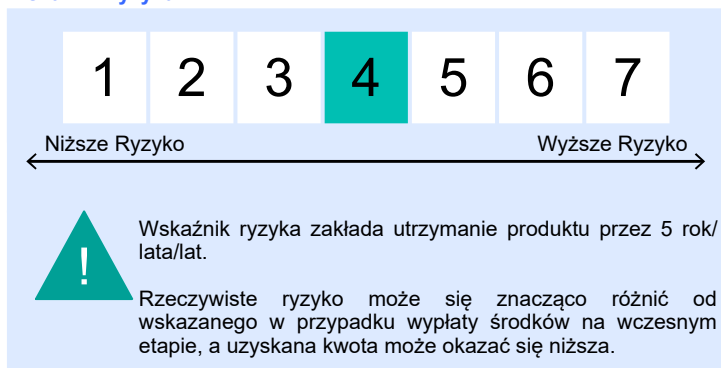 1 2 3 4 5 6 7
Niższe Ryzyko Wyższe Ryzyko
!
Wskaźnik ryzyka zakłada utrzymanie produktu przez 5 rok/
lata/lat.
Rzeczywiste ryzyko może się znacząco różnić od
wskazanego w przypadku wypłaty środków na wczesnym
etapie, a uzyskana kwota może okazać się niższa.